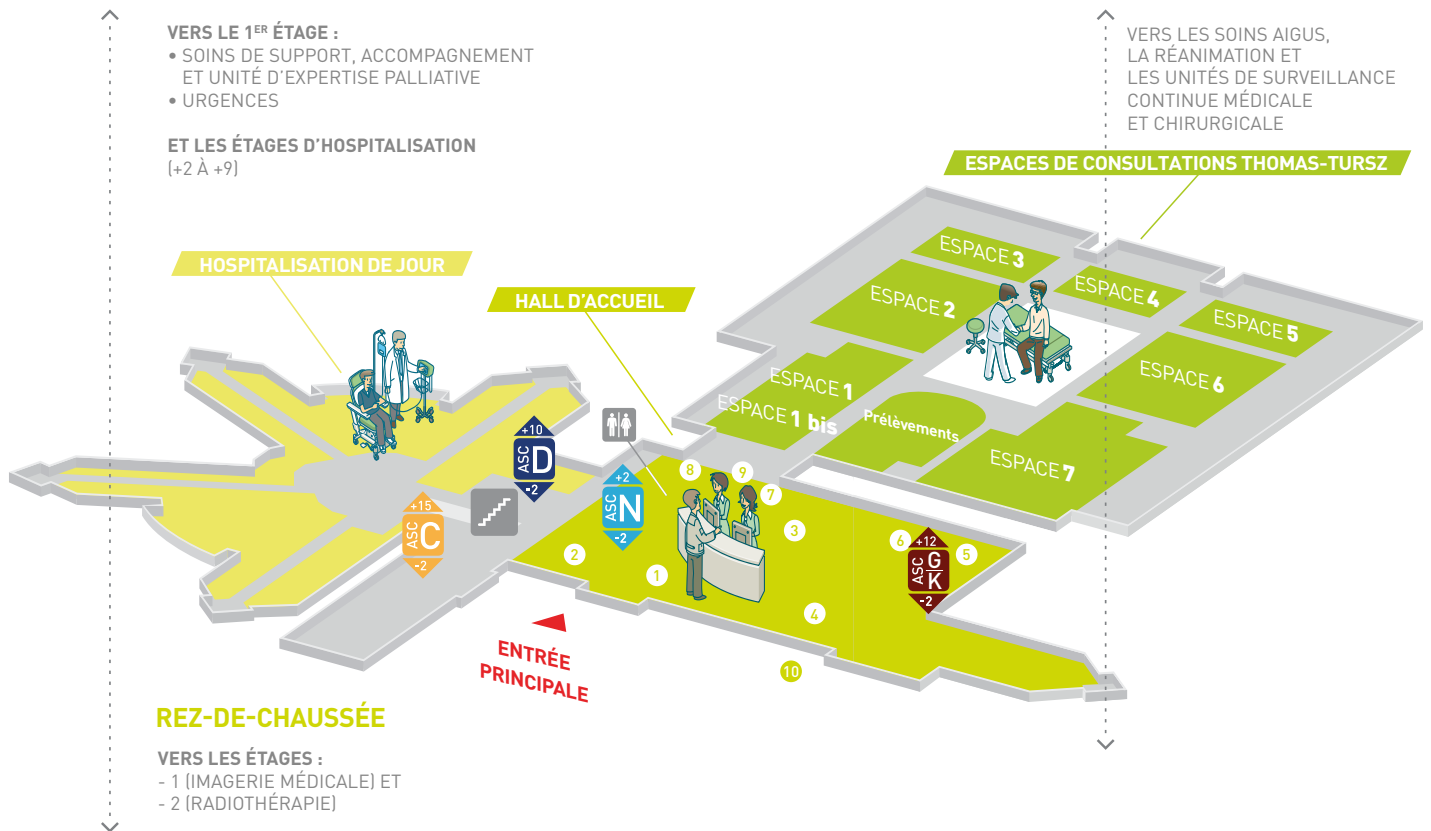 VERS LE 1ER ÉTAGE :
• SOINS DE SUPPORT, ACCOMPAGNEMENT
ET UNITÉ D'EXPERTISE PALLIATIVE
• URGENCES
ET LES ÉTAGES D'HOSPITALISATION
(+2 À +9)
VERS LES SOINS AIGUS,
LA RÉANIMATION ET
LES UNITÉS DE SURVEILLANCE
CONTINUE MÉDICALE
ET CHIRURGICALE
ESPACES DE CONSULTATIONS THOMAS-TURSZ
HOSPITALISATION DE JOUR
HALL D'ACCUEIL
ESPACE 3
ESPACE 2
ESPACE 4
ESPACE 5
ESPACE 6
ESPACE 1
ESPACE 1 bis
Prélèvements
ESPACE 7
+10
ASC D
-2
+2
ASC N
-2
+15
ASC C
-2
+12
ASC G
K
-2
8
9
7
3
6
5
2
1
4
10
ENTRÉE
PRINCIPALE
REZ-DE-CHAUSSÉE
VERS LES ÉTAGES :
- 1 (IMAGERIE MÉDICALE) ET
- 2 (RADIOTHÉRAPIE)